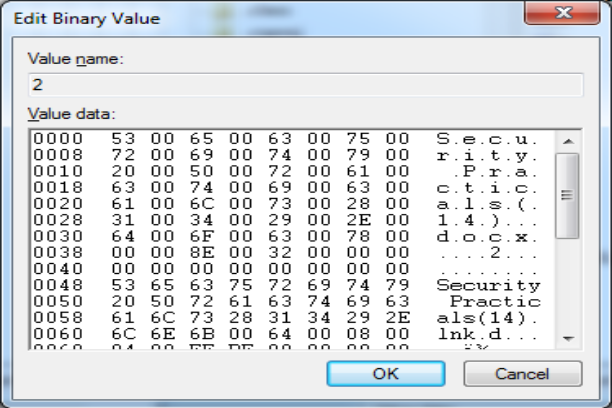 Edit Binary Value
Value name:
2
Value data:
0000 53 00 65 00 63 00 75 00 S.e.c.u.
0008 72 00 69 00 74 00 79 00 r.i.t.y.
0010 20 00 50 00 72 00 61 00 .P.r.a.
0018 63 00 74 00 69 00 63 00 c.t.i.c.
0020 61 00 6C 00 73 00 28 00 a.l.s.(.
0028 31 00 34 00 29 00 2E 00 1.4.)...
0030 64 00 6F 00 63 00 78 00 d.o.c.x.
0038 00 00 8E 00 32 00 00 00 ....2...
0040 00 00 00 00 00 00 00 00 ........
0048 53 65 63 75 72 69 74 79 Security
0050 20 50 72 61 63 74 69 63 Practic
0058 61 6C 73 28 31 34 29 2E als(14).
0060 6C 6E 6B 00 64 00 08 00 lnk.d...
OK Cancel